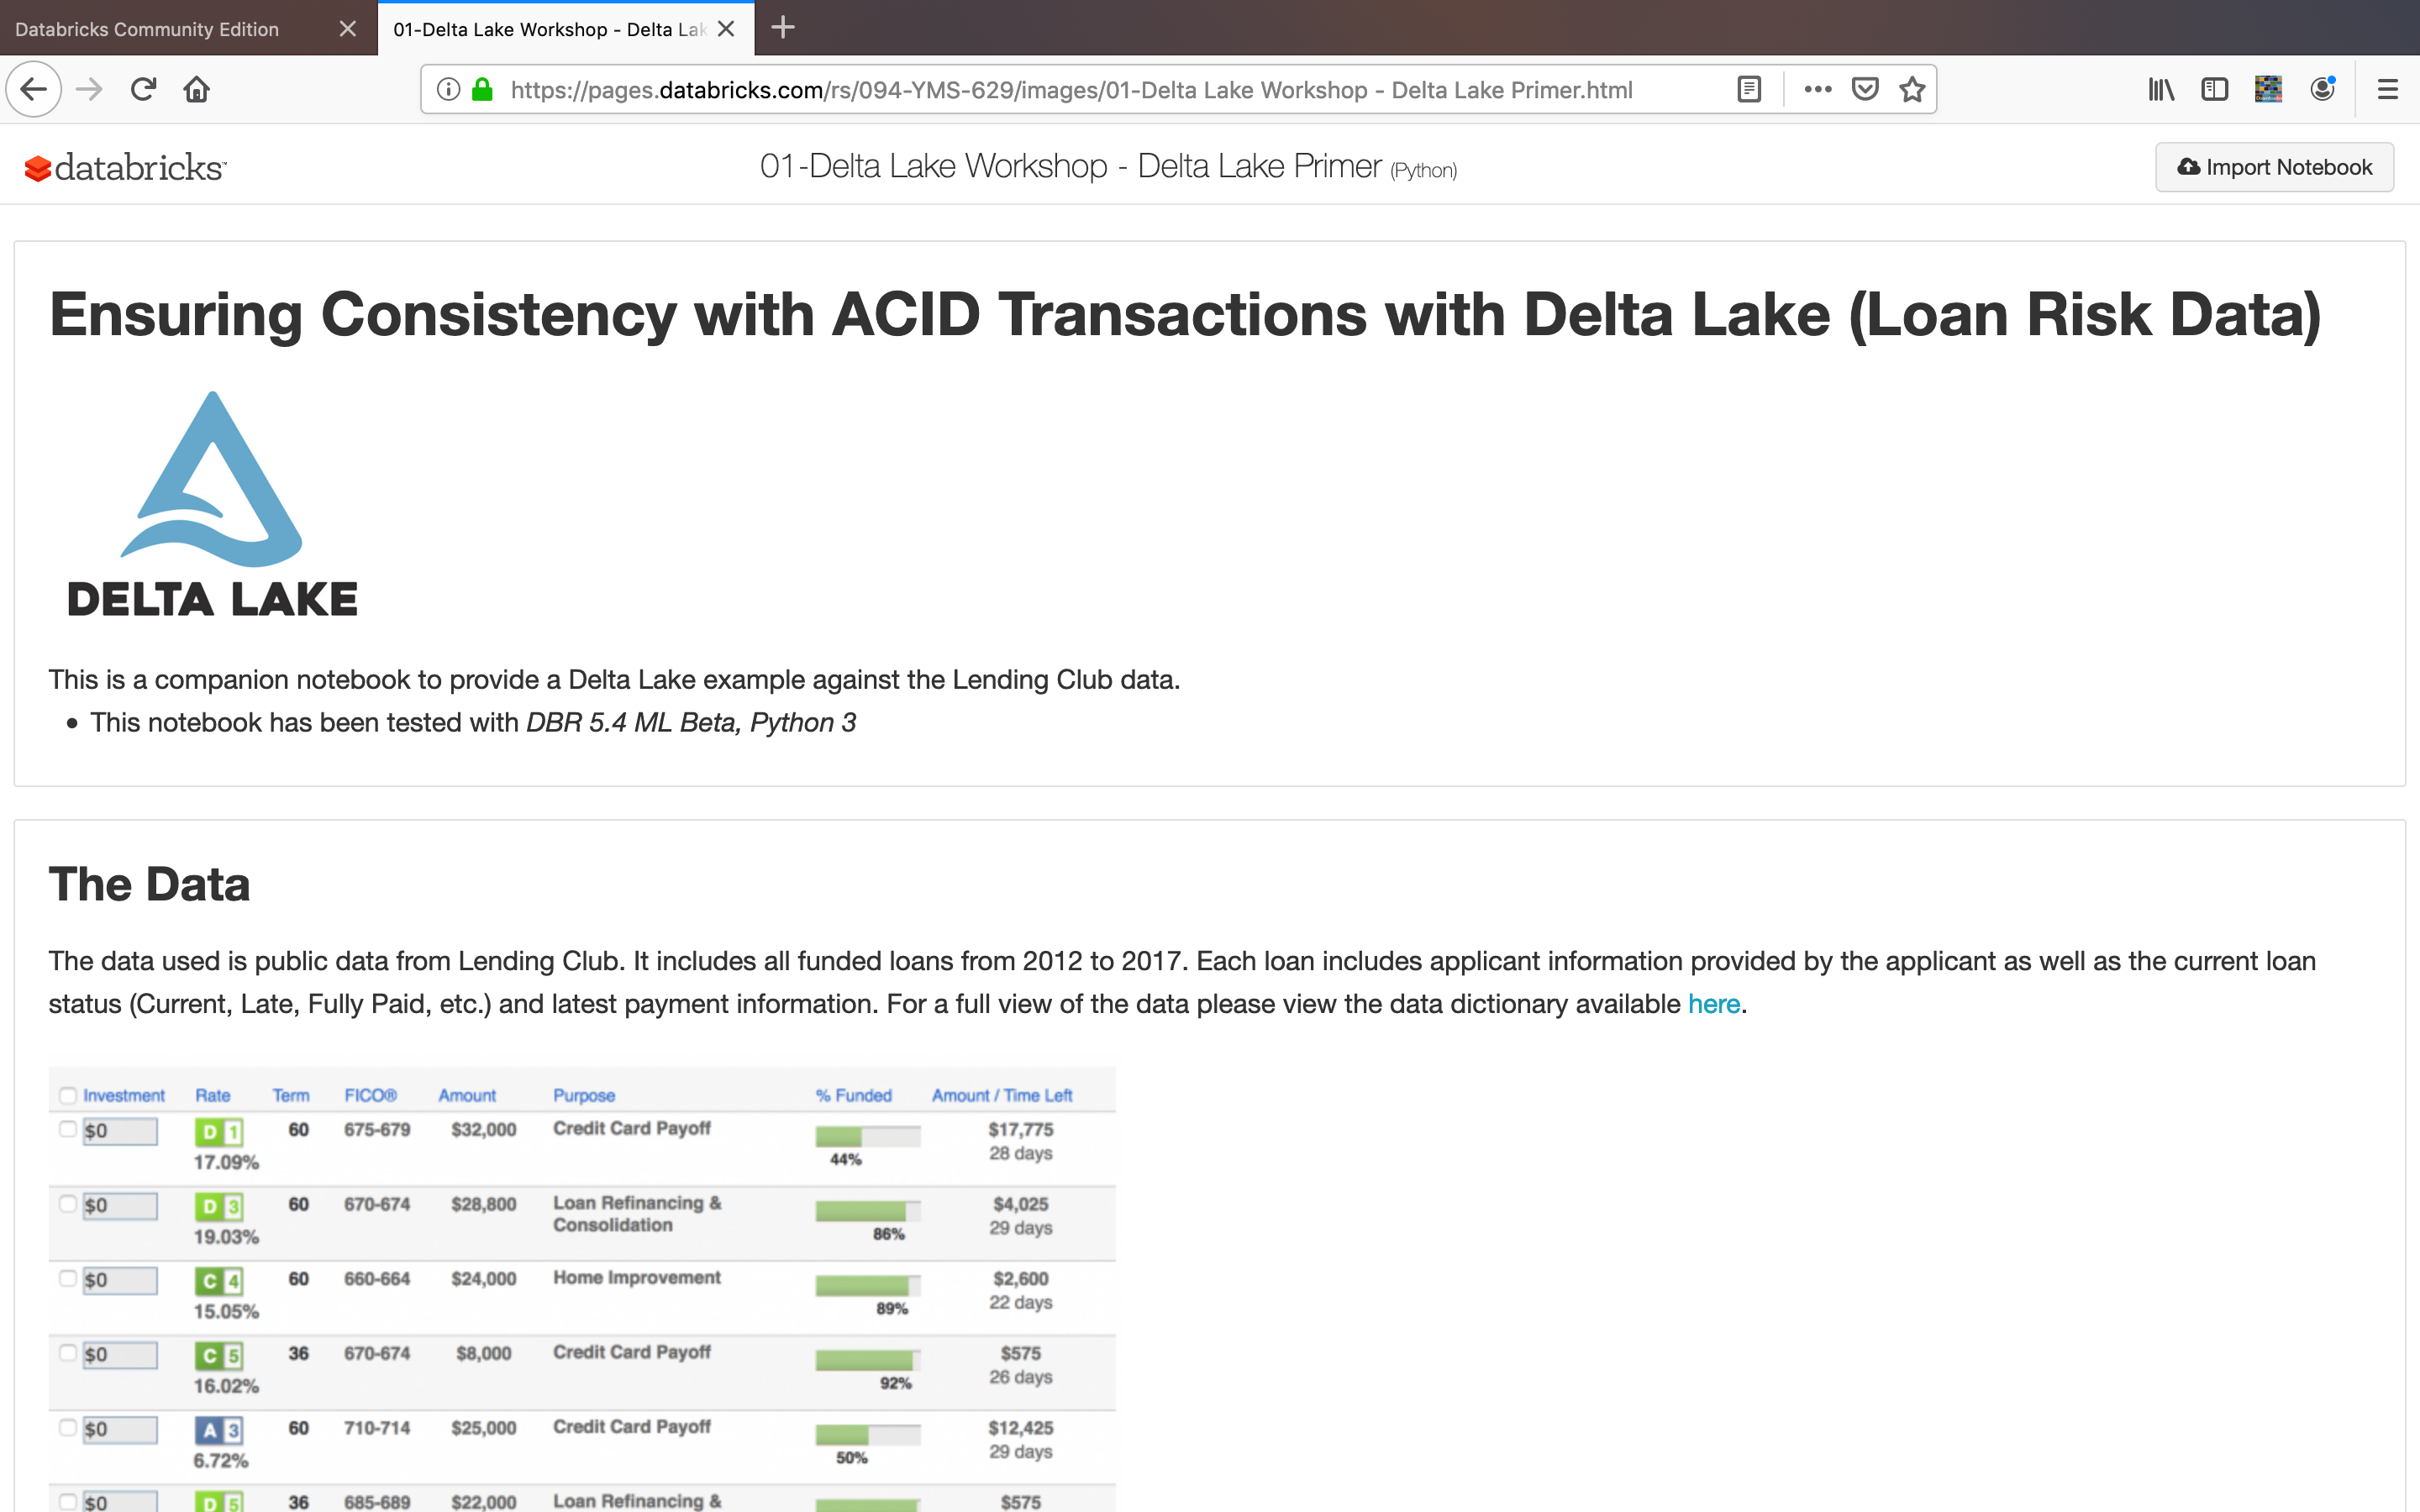 Databricks Community Edition
01-Delta Lake Workshop - Delta Lak
https://pages.databricks.com/rs/094-YMS-629/images/01-Delta Lake Workshop - Delta Lake Primer.html
databricks
01-Delta Lake Workshop - Delta Lake Primer (Python)
Import Notebook
Ensuring Consistency with ACID Transactions with Delta Lake (Loan Risk Data)
DELTA LAKE
This is a companion notebook to provide a Delta Lake example against the Lending Club data.
• This notebook has been tested with DBR 5.4 ML Beta, Python 3
The Data
The data used is public data from Lending Club. It includes all funded loans from 2012 to 2017. Each loan includes applicant information provided by the applicant as well as the current loan
status (Current, Late, Fully Paid, etc.) and latest payment information. For a full view of the data please view the data dictionary available here.
Investment Rate Term FICO® Amount Purpose % Funded Amount / Time Left
$0 D 1 60 675-679 $32,000 Credit Card Payoff $17,775
17.09% 44% 28 days
$0 D 3 60 670-674 $28,800 Loan Refinancing & $4,025
19.03% Consolidation 86% 29 days
$0 C 4 60 660-664 $24,000 Home Improvement $2,600
15.05% 89% 22 days
$0 C 5 36 670-674 $8,000 Credit Card Payoff $575
16.02% 92% 26 days
$0 A 3 60 710-714 $25,000 Credit Card Payoff $12,425
6.72% 50% 29 days
$0 D 5 36 685-689 $22,000 Loan Refinancing & $575